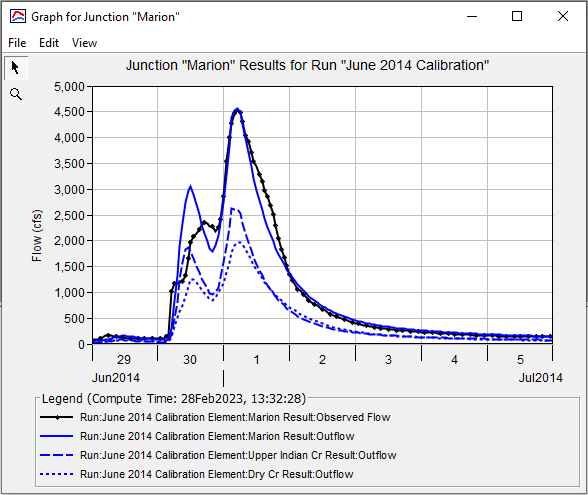 Graph for Junction "Marion"
File Edit View
Junction "Marion" Results for Run "June 2014 Calibration"
5,000
4,500
4,000
3,500
3,000
2,500
2,000
1,500
1,000
500
0
Flow (cfs)
29 30 1 2 3 4 5
Jun2014 Jul2014
Legend (Compute Time: 28Feb2023, 13:32:28)
Run:June 2014 Calibration Element:Marion Result:Observed Flow
Run:June 2014 Calibration Element:Marion Result:Outflow
Run:June 2014 Calibration Element:Upper Indian Cr Result:Outflow
Run:June 2014 Calibration Element:Dry Cr Result:Outflow